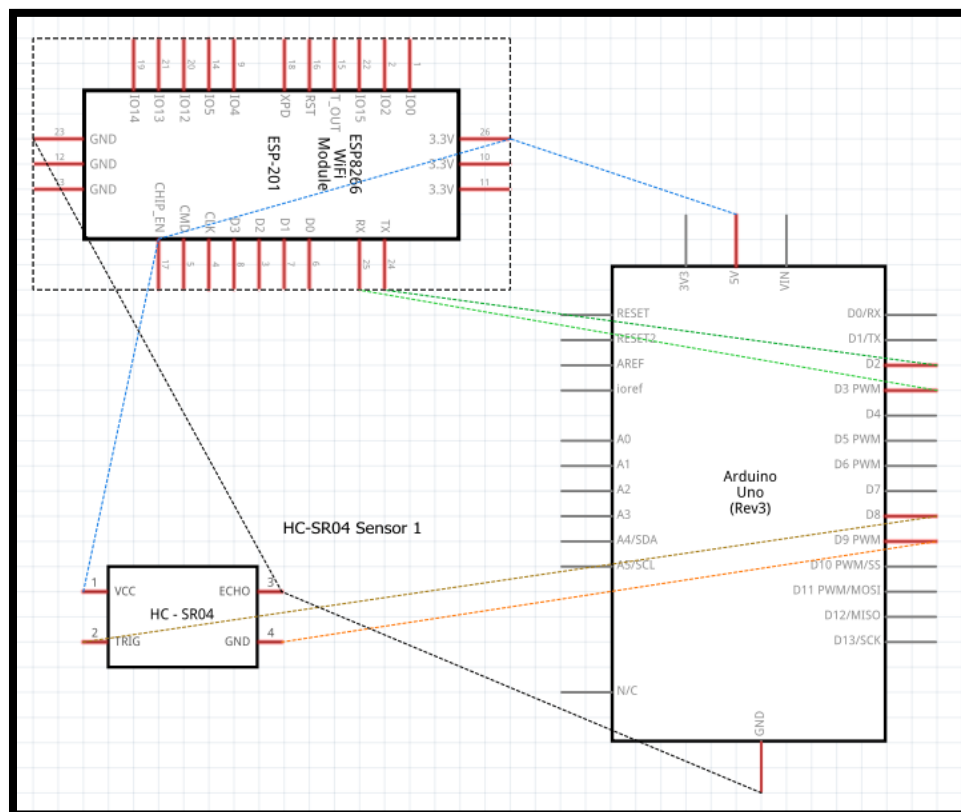 19
21
20
14
9
18
16
15
22
2
1
IO14
IO13
IO12
IO5
IO4
XPD
RST
T_OUT
IO15
IO2
IO0
23
GND
12
GND
GND
ESP-201
ESP8266
WiFi
Module
3.3V
26
3.3V
10
3.3V
11
CHIP_EN
CMD
CLK
D3
D2
D1
D0
RX
TX
17
5
4
8
3
7
6
25
24
3V3
5V
VIN
RESET
RESET2
AREF
ioref
A0
A1
A2
A3
A4/SDA
A5/SCL
N/C
Arduino
Uno
(Rev3)
D0/RX
D1/TX
D2
D3 PWM
D4
D5 PWM
D6 PWM
D7
D8
D9 PWM
D10 PWM/SS
D11 PWM/MOSI
D12/MISO
D13/SCK
GND
HC-SR04 Sensor 1
1
VCC
ECHO
3
HC - SR04
2
TRIG
GND
4